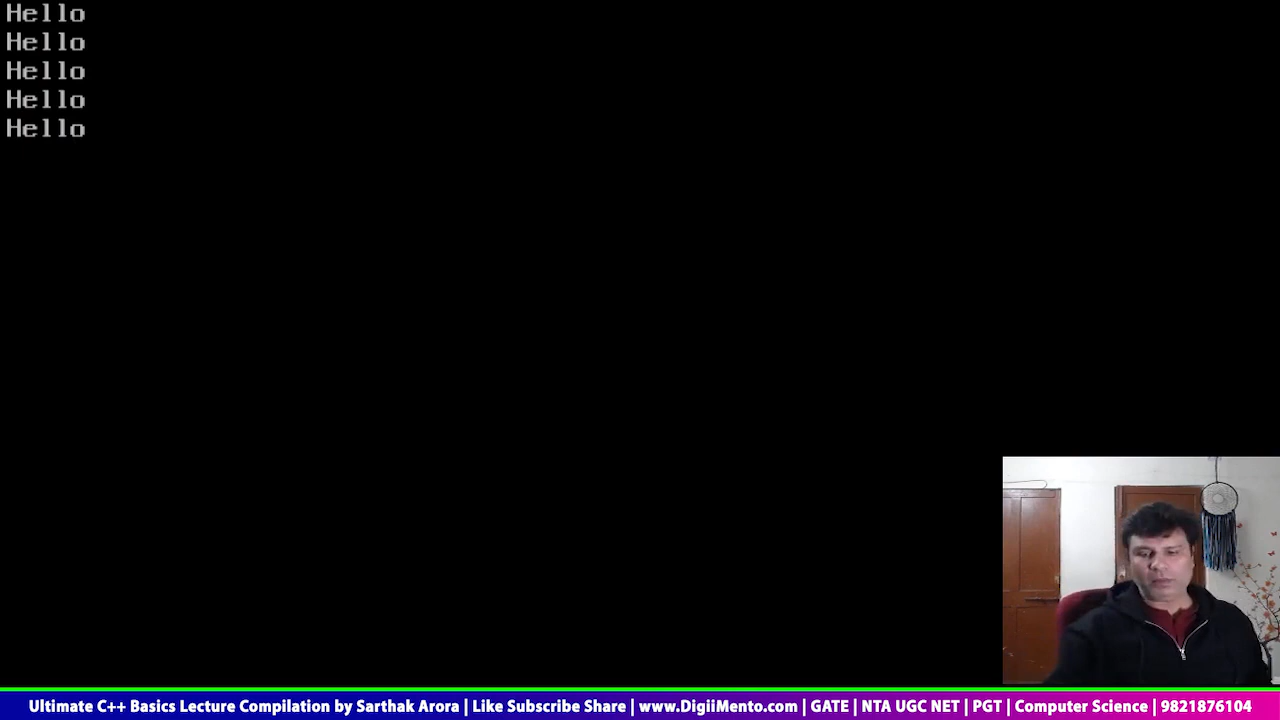 Hello
Hello
Hello
Hello
Hello
Ultimate C++ Basics Lecture Compilation by Sarthak Arora | Like Subscribe Share | www.DigiiMento.com | GATE | NTA UGC NET | PGT | Computer Science | 9821876104